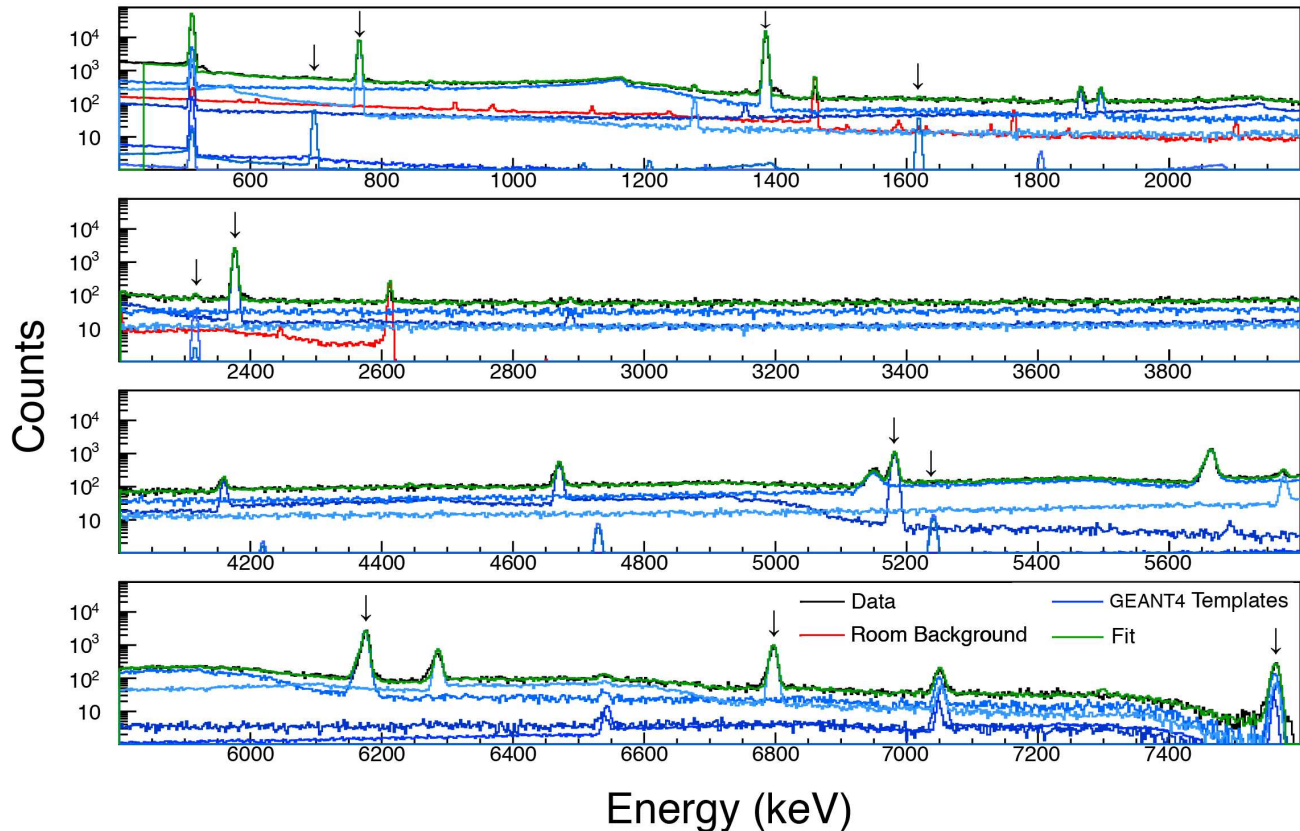 10⁴
10³
10²
10
600 800 1000 1200 1400 1600 1800 2000
10⁴
10³
10²
10
2400 2600 2800 3000 3200 3400 3600 3800
Counts
10⁴
10³
10²
10
4200 4400 4600 4800 5000 5200 5400 5600
10⁴
10³
10²
10
Data GEANT4 Templates
Room Background Fit
6000 6200 6400 6600 6800 7000 7200 7400
Energy (keV)